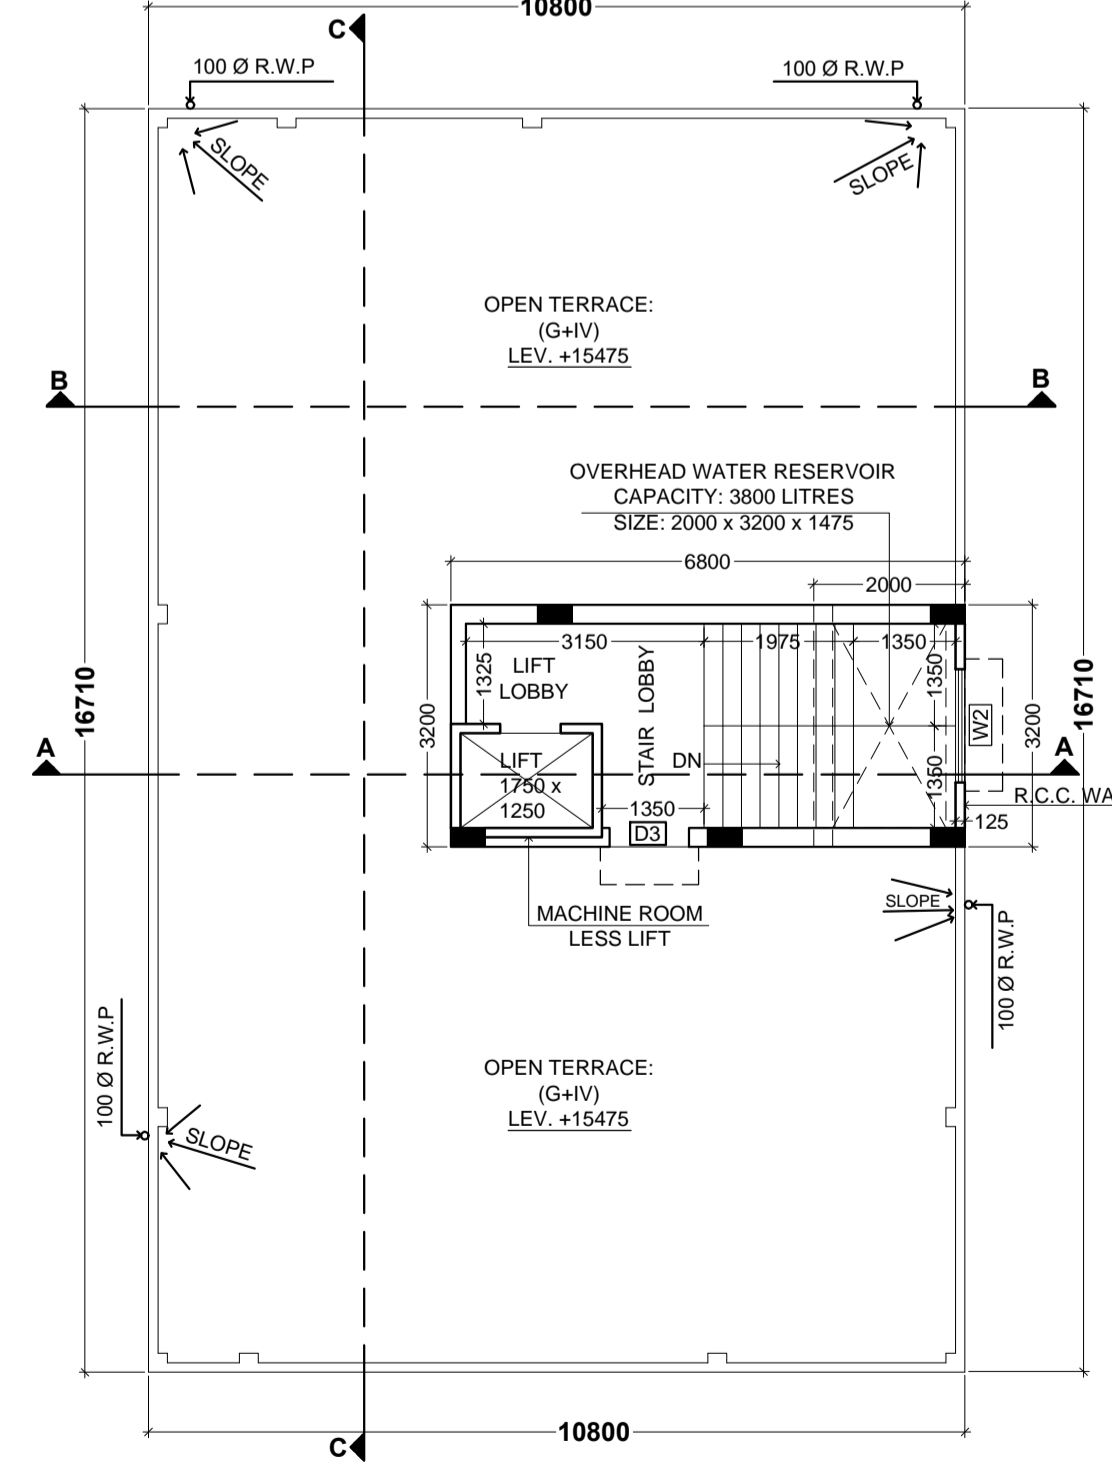 10800
C
100 Ø R.W.P
100 Ø R.W.P
SLOPE
SLOPE
OPEN TERRACE:
(G+IV)
LEV. +15475
B
B
OVERHEAD WATER RESERVOIR
CAPACITY: 3800 LITRES
SIZE: 2000 x 3200 x 1475
6800
2000
3150
1975
1350
1325
LIFT
LOBBY
STAIR LOBBY
1350
16710
3200
W2
3200
16710
A
A
LIFT
1750 x
1250
DN
1350
R.C.C. WA
1350
D3
125
MACHINE ROOM
LESS LIFT
SLOPE
100 Ø R.W.P
100 Ø R.W.P
OPEN TERRACE:
(G+IV)
LEV. +15475
SLOPE
10800
C